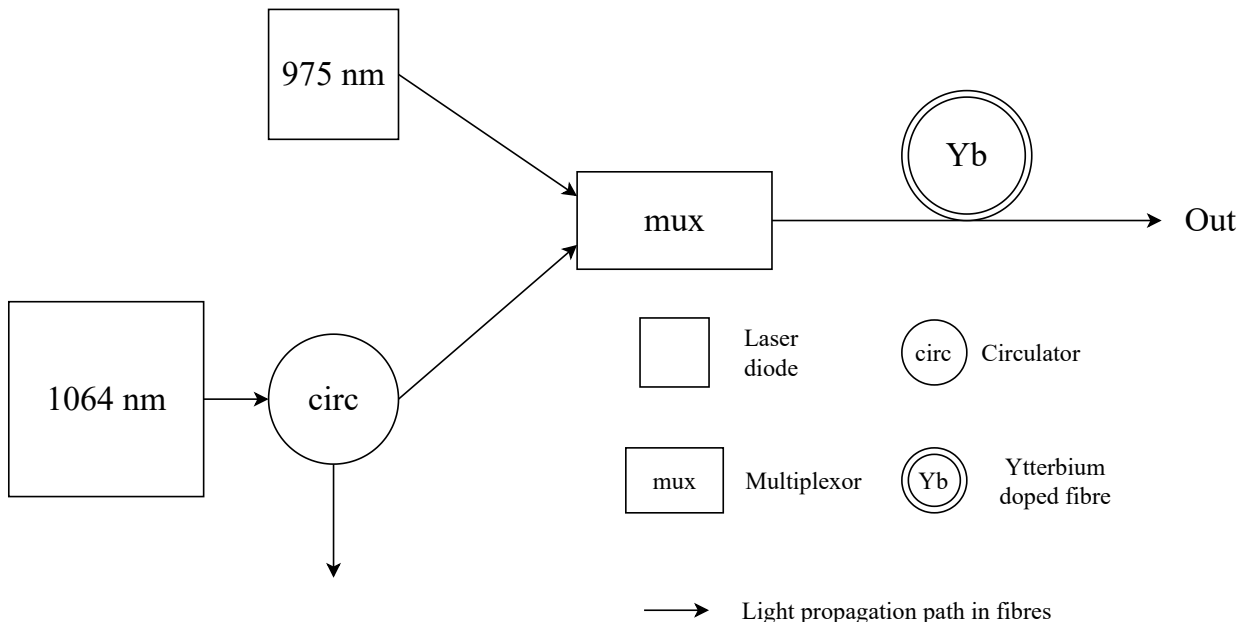 975 nm
Yb
mux
Out
1064 nm
circ
Laser
diode
circ
Circulator
mux
Multiplexor
Yb
Ytterbium
doped fibre
Light propagation path in fibres